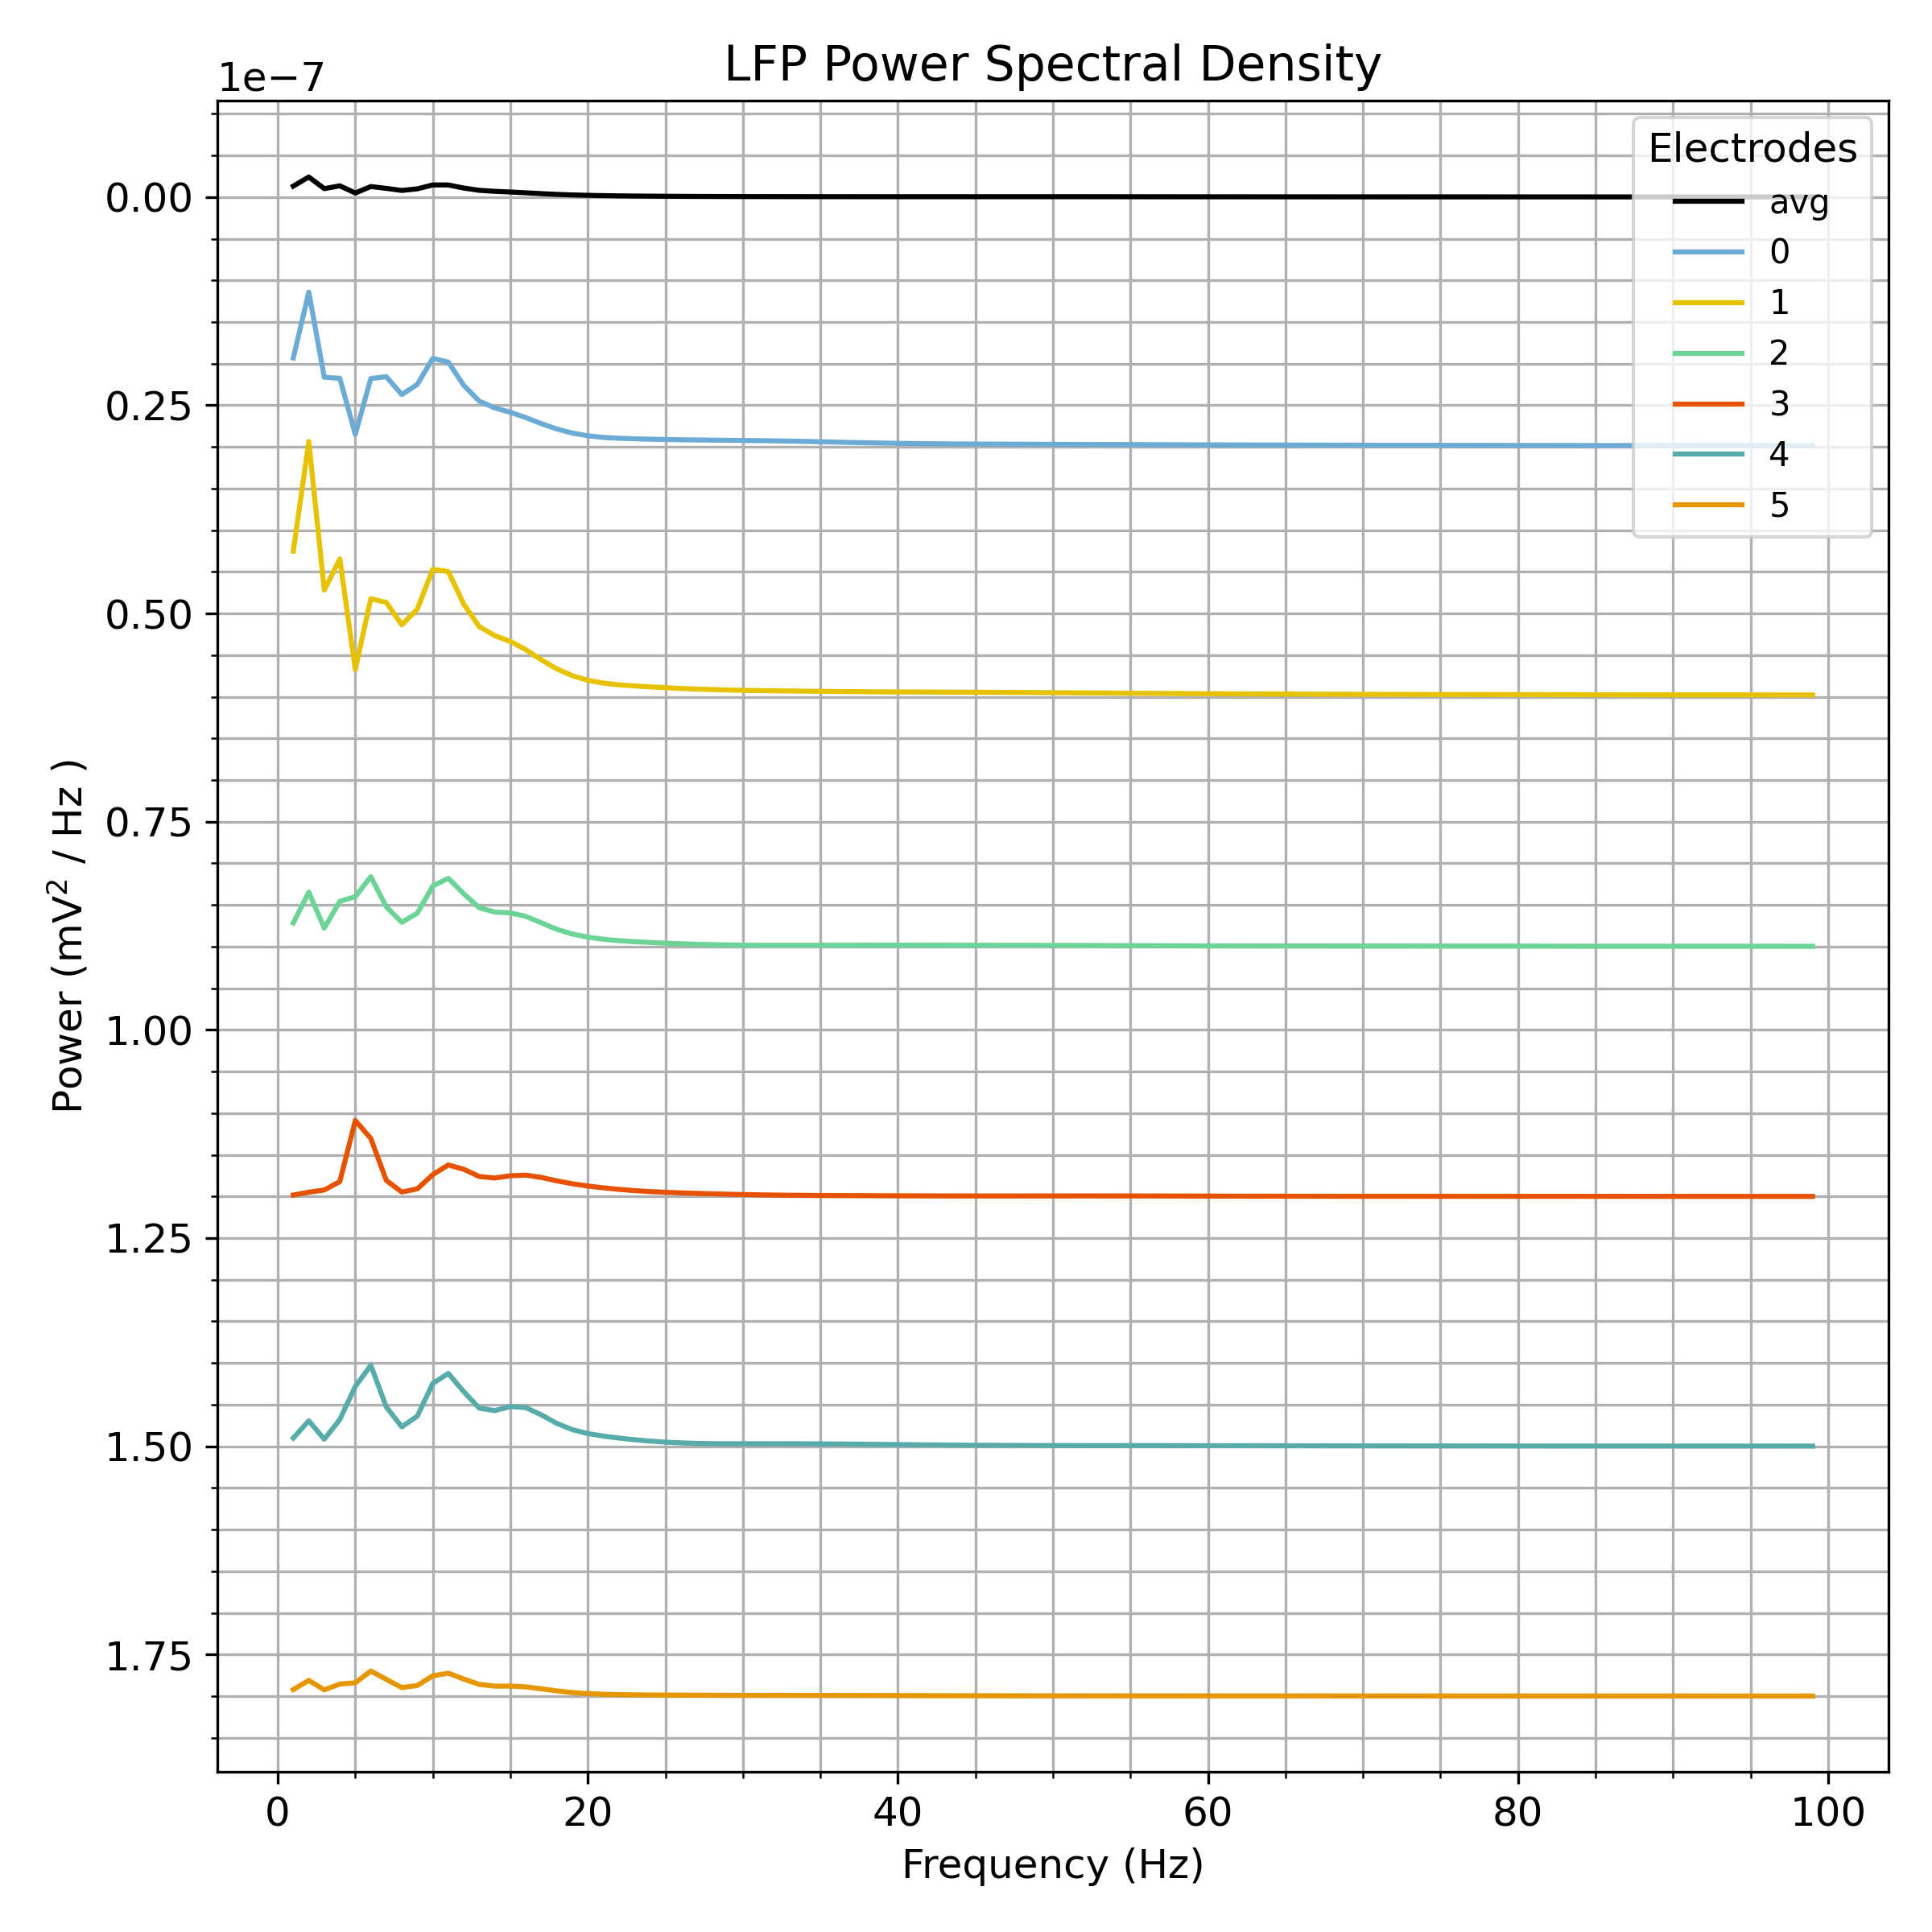 LFP Power Spectral Density
1e−7
Electrodes
avg
0
1
2
3
4
5
0.00
0.25
0.50
0.75
1.00
1.25
1.50
1.75
Power (mV² / Hz )
0 20 40 60 80 100
Frequency (Hz)